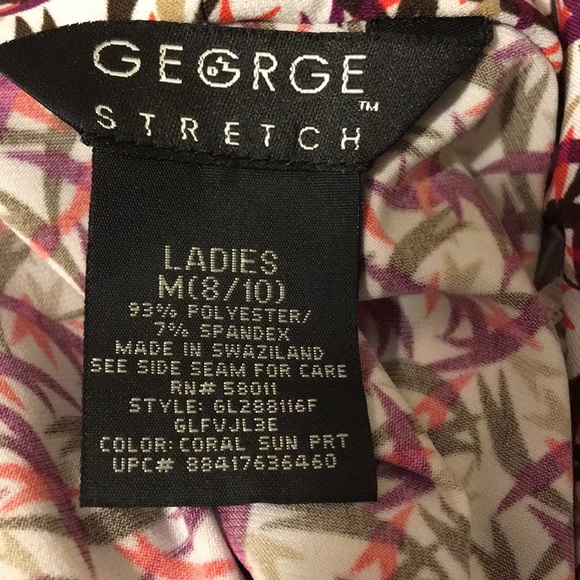 GEORGE
™
STRETCH
LADIES
M(8/10)
93% POLYESTER/
7% SPANDEX
MADE IN SWAZILAND
SEE SIDE SEAM FOR CARE
RN# 58011
STYLE: GL288116F
GLFVJL3E
COLOR: CORAL SUN PRT
UPC# 88417636460